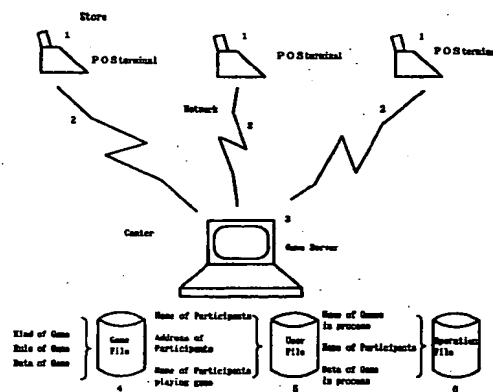 Store
1 1 1
POSterminal POSterminal POStermina
Network
2 2 2
3
Center
Game Server
Kind of Game
Rule of Game
Data of Game
Game
File
4
Name of Participants
Address of
Participants
Name of Participants
playing game
User
File
5
Name of Games
in process
Name of Participants
Data of Game
in process
Operation
File
6